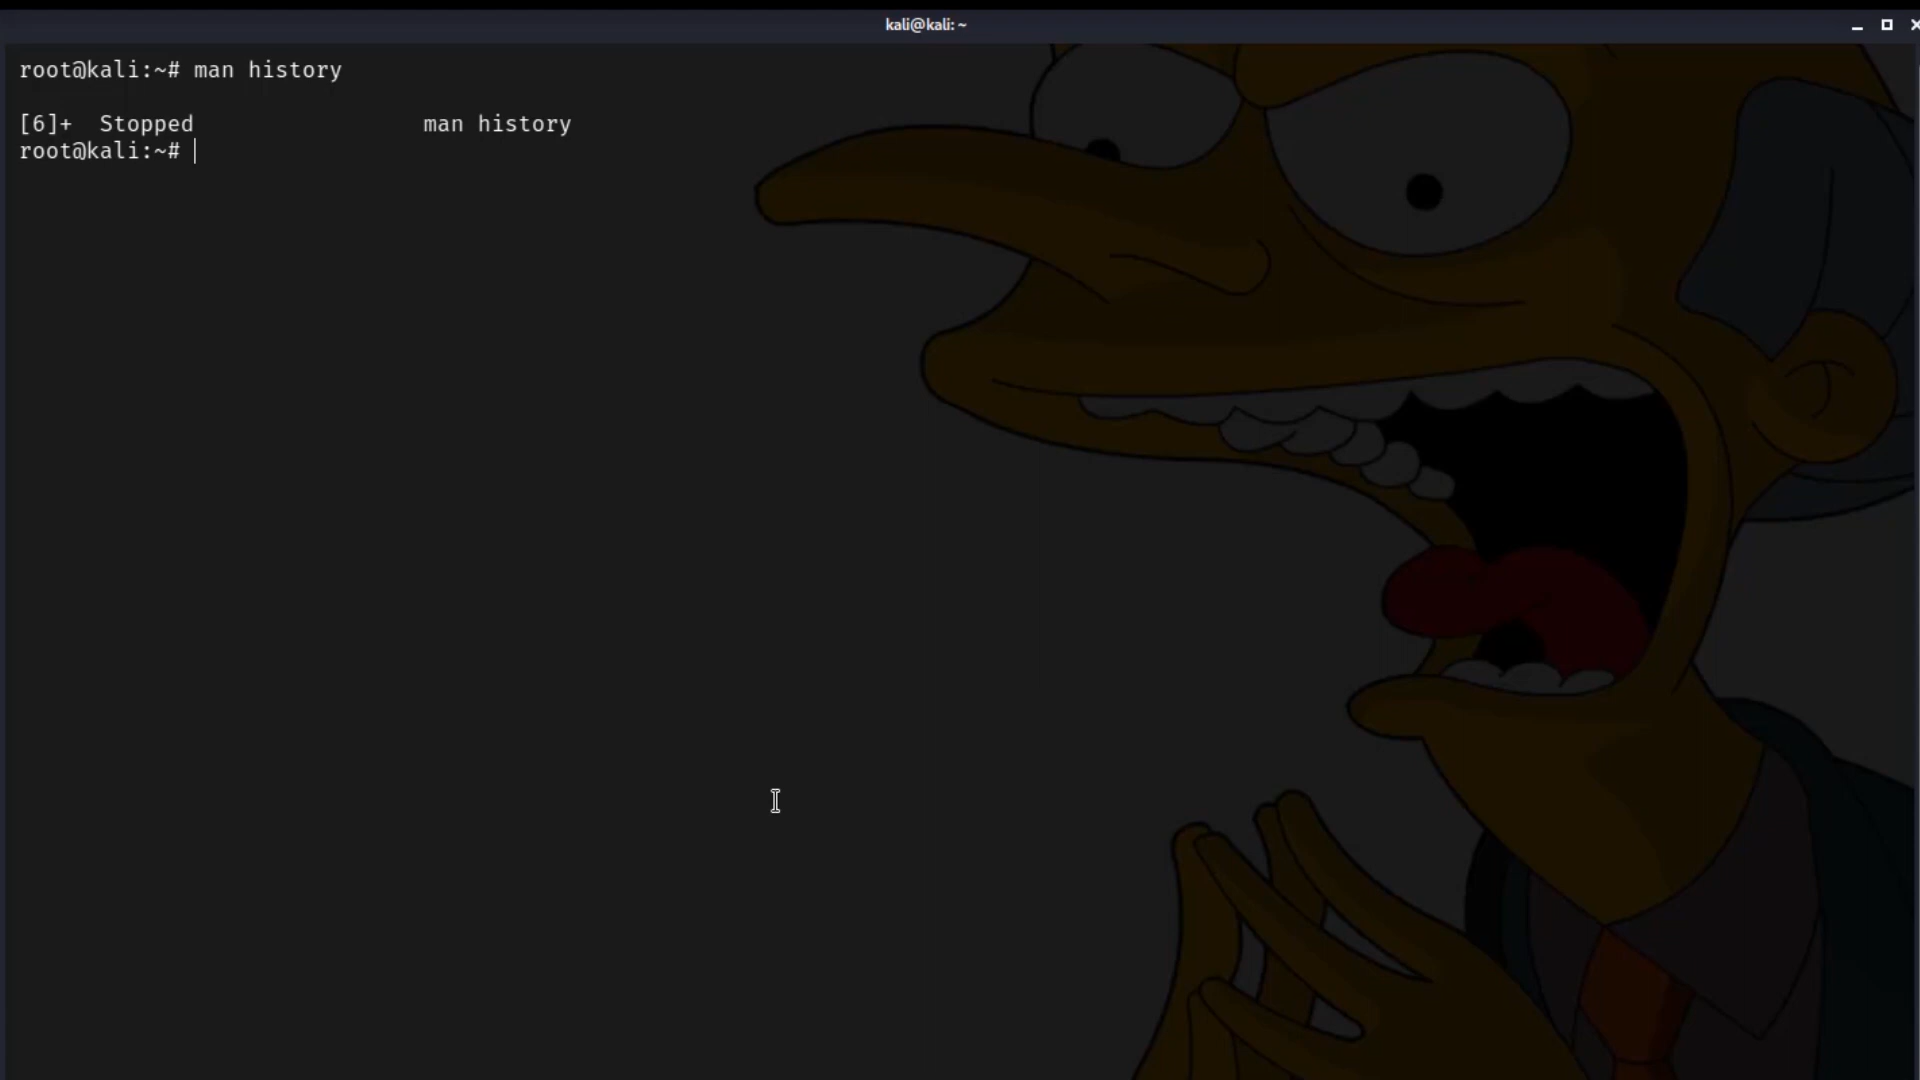 kali@kali: ~
root@kali:~# man history
[6]+  Stopped                 man history
root@kali:~#